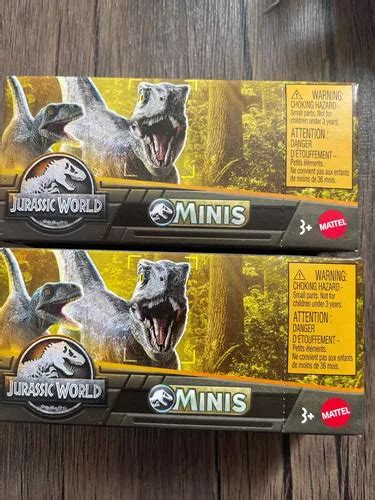 WARNING:
CHOKING HAZARD -
Small parts. Not for
children under 3 years.
ATTENTION :
DANGER
D'ÉTOUFFEMENT -
Petits éléments.
Ne convient pas aux enfants
de moins de 36 mois.
JURASSIC WORLD
MINIS
3+
MATTEL
WARNING:
CHOKING HAZARD -
Small parts. Not for
children under 3 years.
ATTENTION :
DANGER
D'ÉTOUFFEMENT -
Petits éléments.
Ne convient pas aux enfants
de moins de 36 mois.
JURASSIC WORLD
MINIS
3+
MATTEL